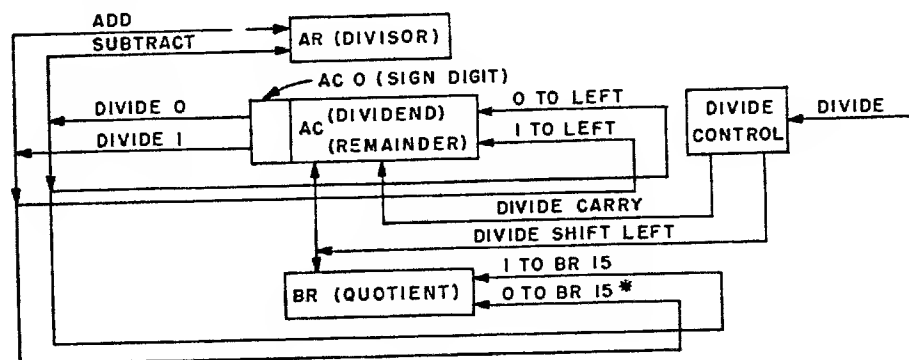 ADD
SUBTRACT
AR (DIVISOR)
AC 0 (SIGN DIGIT)
DIVIDE 0
DIVIDE 1
AC (DIVIDEND)
(REMAINDER)
0 TO LEFT
1 TO LEFT
DIVIDE
CONTROL
DIVIDE
DIVIDE CARRY
DIVIDE SHIFT LEFT
BR (QUOTIENT)
1 TO BR 15
0 TO BR 15*